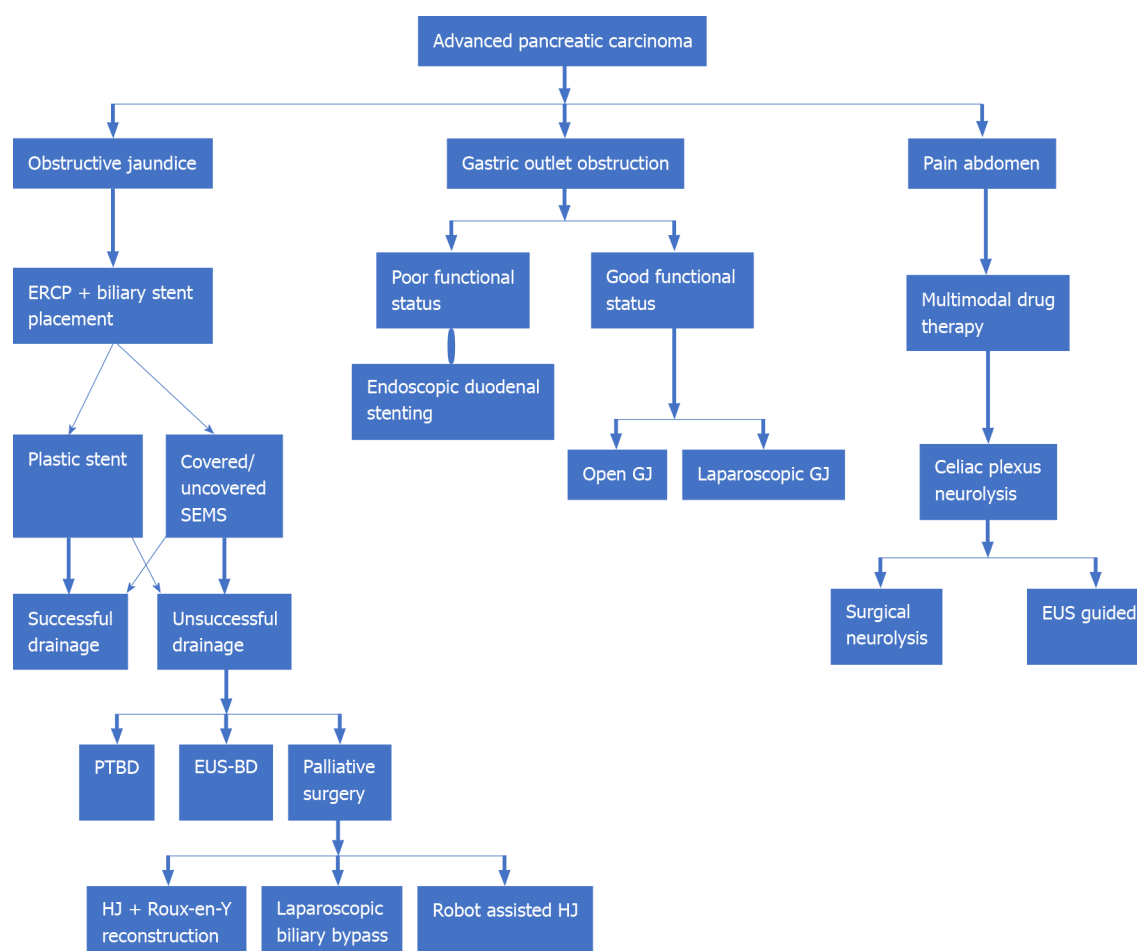 Advanced pancreatic carcinoma
Obstructive jaundice
Gastric outlet obstruction
Pain abdomen
Poor functional
status
Good functional
status
ERCP + biliary stent
placement
Multimodal drug
therapy
Endoscopic duodenal
stenting
Plastic stent
Covered/
uncovered
SEMS
Open GJ
Laparoscopic GJ
Celiac plexus
neurolysis
Successful
drainage
Unsuccessful
drainage
Surgical
neurolysis
EUS guided
PTBD
EUS-BD
Palliative
surgery
HJ + Roux-en-Y
reconstruction
Laparoscopic
biliary bypass
Robot assisted HJ